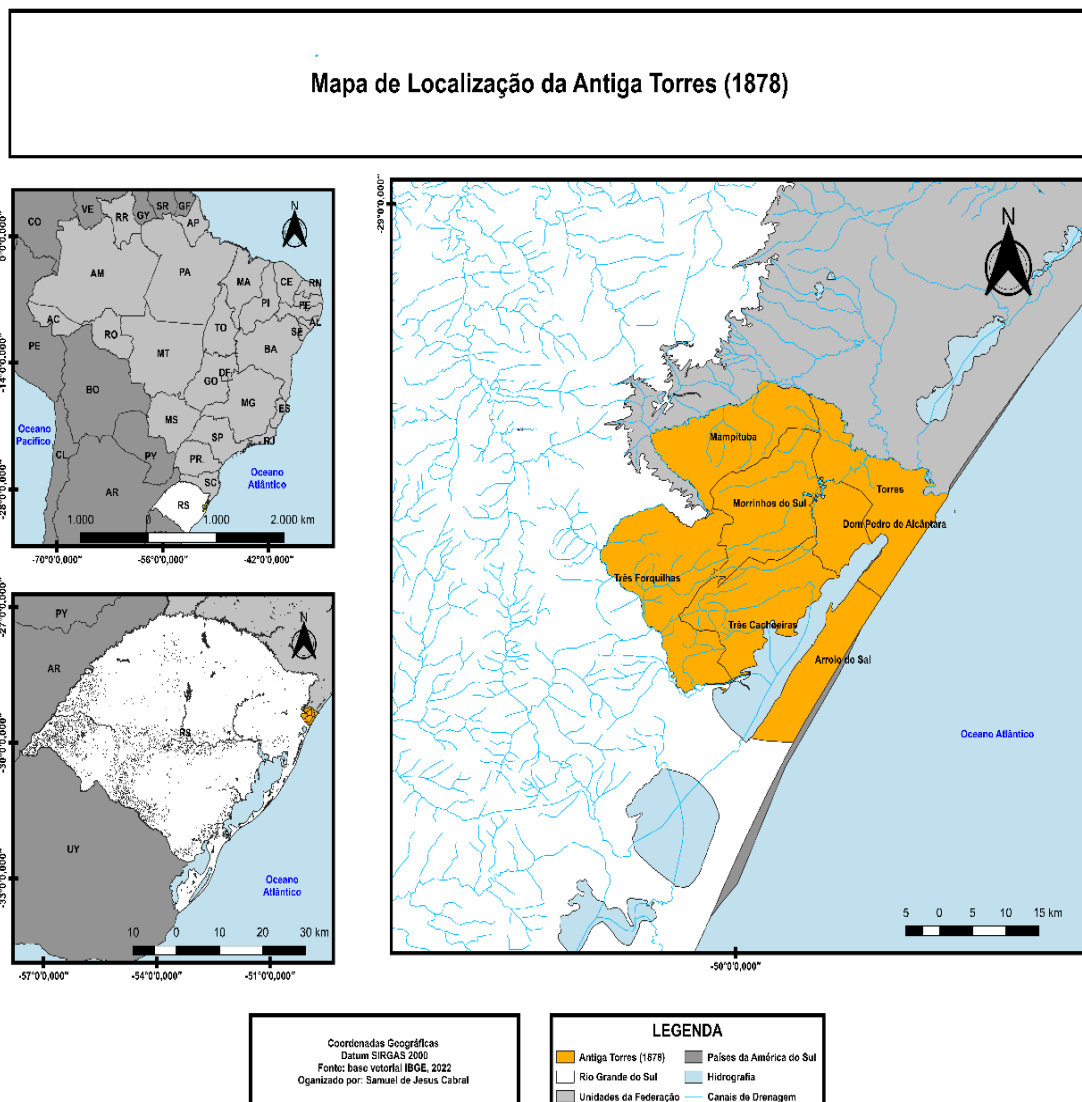 Mapa de Localização da Antiga Torres (1878)
CO
VE
RR
GY
SR
GF
AP
N
AM
PA
MA
CE
RN
PI
PE
AL
SE
AC
RO
TO
BA
PE
MT
DF
GO
BO
MG
ES
MS
SP
RJ
Oceano
Pacífico
CL
PY
PR
Oceano
Atlântico
SC
AR
RS
1.000 0 1.000 2.000 km
-14°0'0,000"
-28°0'0,000"
-70°0'0,000" -56°0'0,000" -42°0'0,000"
PY
N
AR
RS
UY
Oceano
Atlântico
10 0 10 20 30 km
-27°0'0,000"
-30°0'0,000"
-33°0'0,000"
-57°0'0,000" -54°0'0,000" -51°0'0,000"
-29°0'0,000"
N
Mampituba
Torres
Morrinhos do Sul
Dom Pedro de Alcântara
Três Forquilhas
Três Cachoeiras
Arroio do Sal
Oceano Atlântico
5 0 5 10 15 km
-50°0'0,000"
Coordenadas Geográficas
Datum SIRGAS 2000
Fonte: base vetorial IBGE, 2022
Oganizado por: Samuel de Jesus Cabral
LEGENDA
Antiga Torres (1878) Países da América do Sul
Rio Grande do Sul Hidrografia
Unidades da Federação Canais de Drenagem